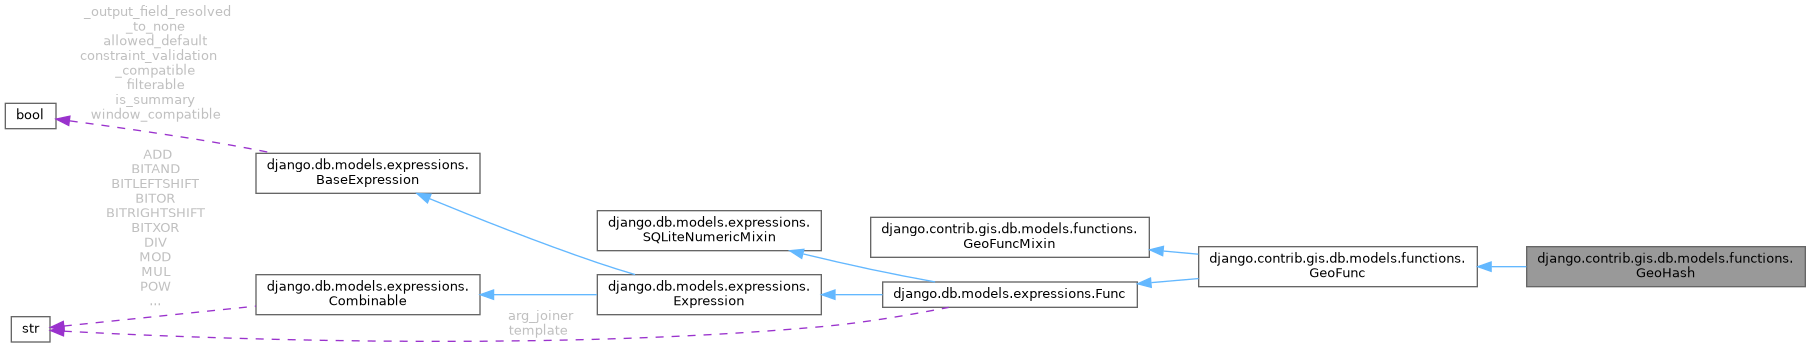 _output_field_resolved
_to_none
allowed_default
constraint_validation
_compatible
filterable
is_summary
window_compatible
bool
django.db.models.expressions.
BaseExpression
ADD
BITAND
BITLEFTSHIFT
BITOR
BITRIGHTSHIFT
BITXOR
DIV
MOD
MUL
POW
...
django.db.models.expressions.
SQLiteNumericMixin
django.contrib.gis.db.models.functions.
GeoFuncMixin
django.contrib.gis.db.models.functions.
GeoFunc
django.contrib.gis.db.models.functions.
GeoHash
django.db.models.expressions.
Combinable
django.db.models.expressions.
Expression
django.db.models.expressions.Func
str
arg_joiner
template